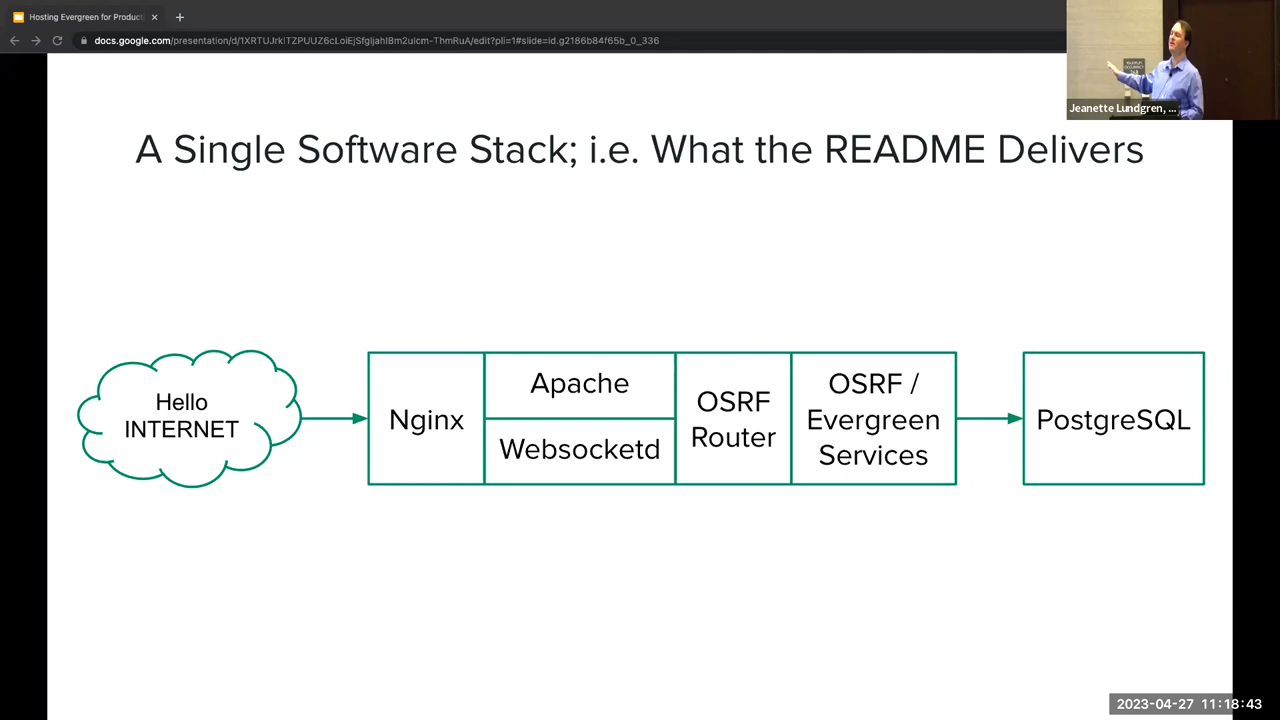 Hosting Evergreen for Product
docs.google.com/presentation/d/1XRTUJrkITZPUUZ6cLoiEjSfgIjahIBm2uIcm-ThmRuA/edit?pli=1#slide=id.g2186b84f65b_0_336
Jeanette Lundgren, ...
A Single Software Stack; i.e. What the README Delivers
Hello
INTERNET
Nginx
Apache
Websocketd
OSRF
Router
OSRF /
Evergreen
Services
PostgreSQL
2023-04-27 11:18:43